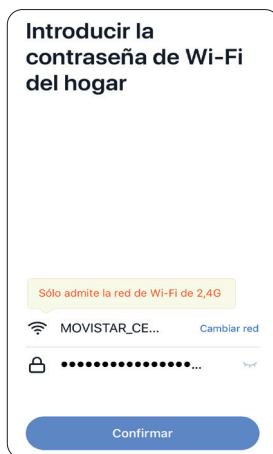 Introducir la
contraseña de Wi-Fi
del hogar
Sólo admite la red de Wi-Fi de 2,4G
MOVISTAR_CE... Cambiar red
••••••••••••••••...
Confirmar